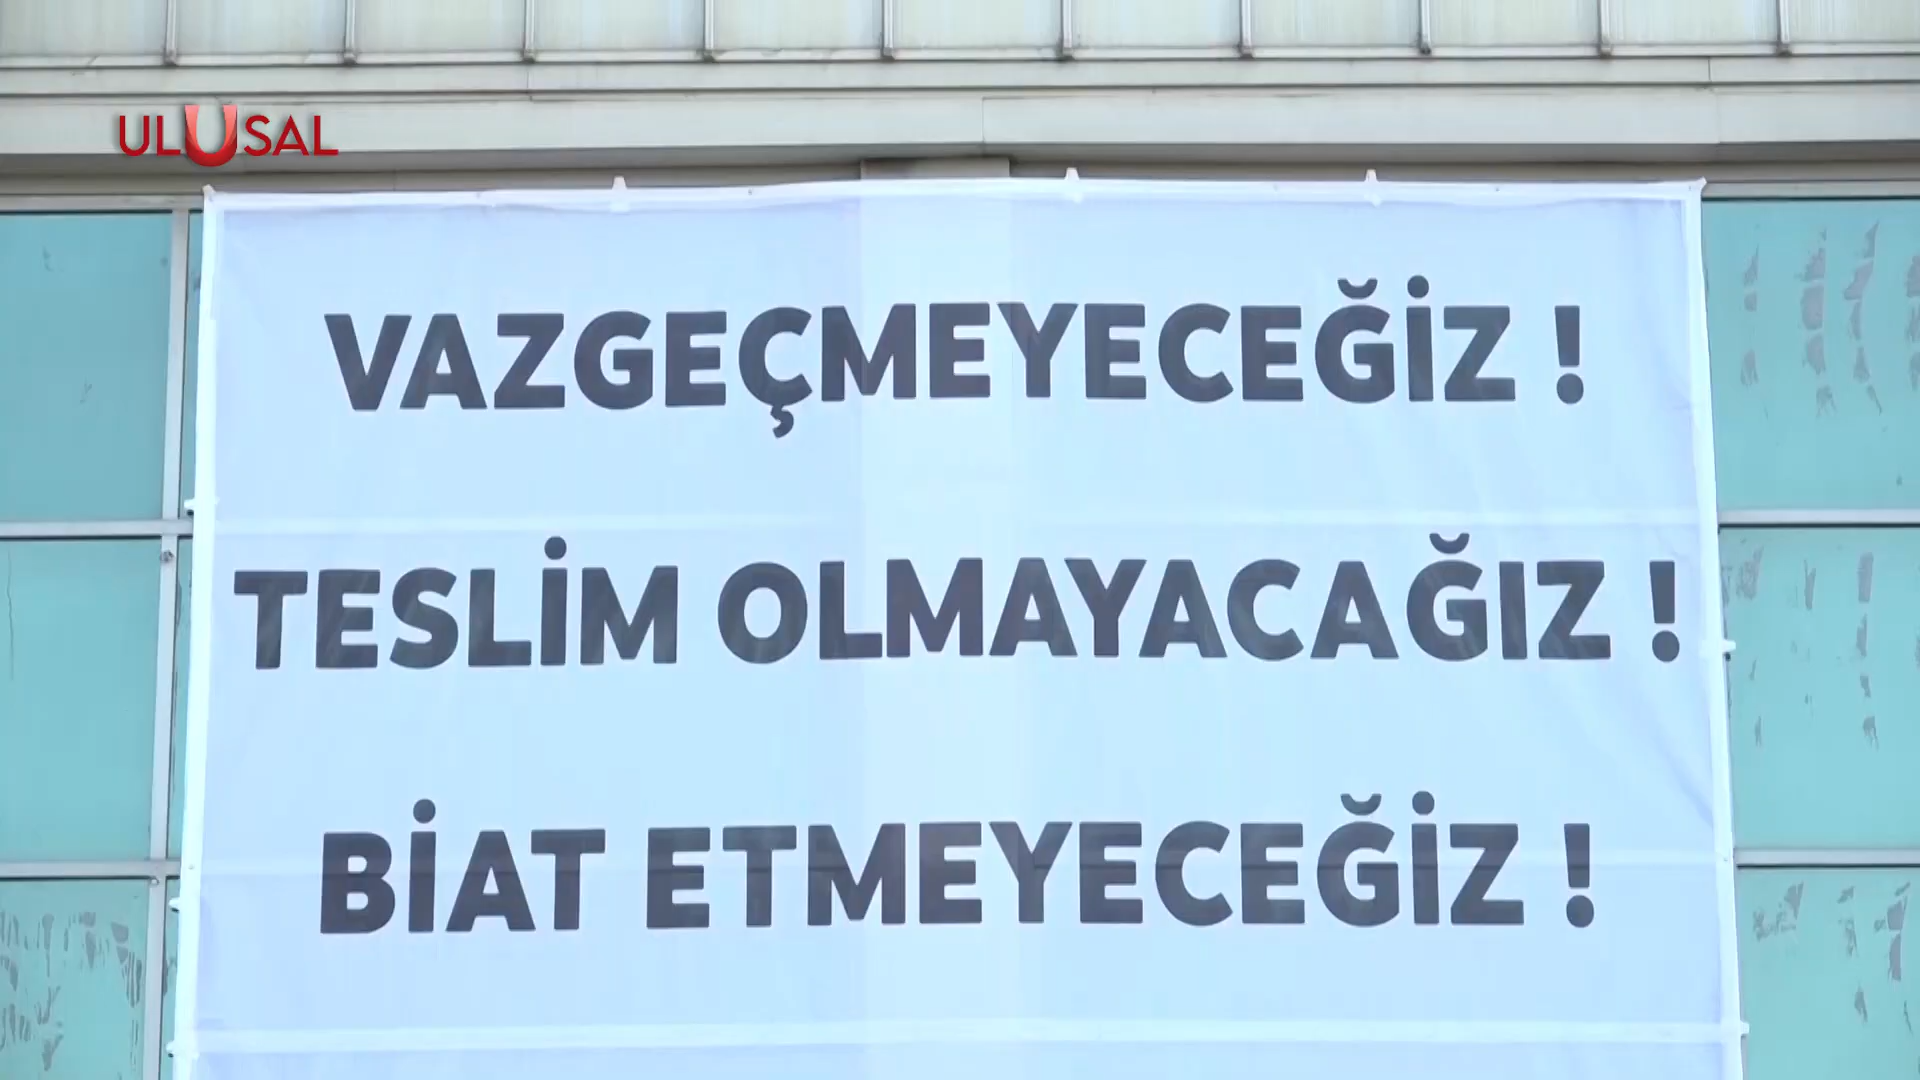 ULUSAL
VAZGEÇMEYECEĞİZ !
TESLİM OLMAYACAĞIZ !
BİAT ETMEYECEĞİZ !